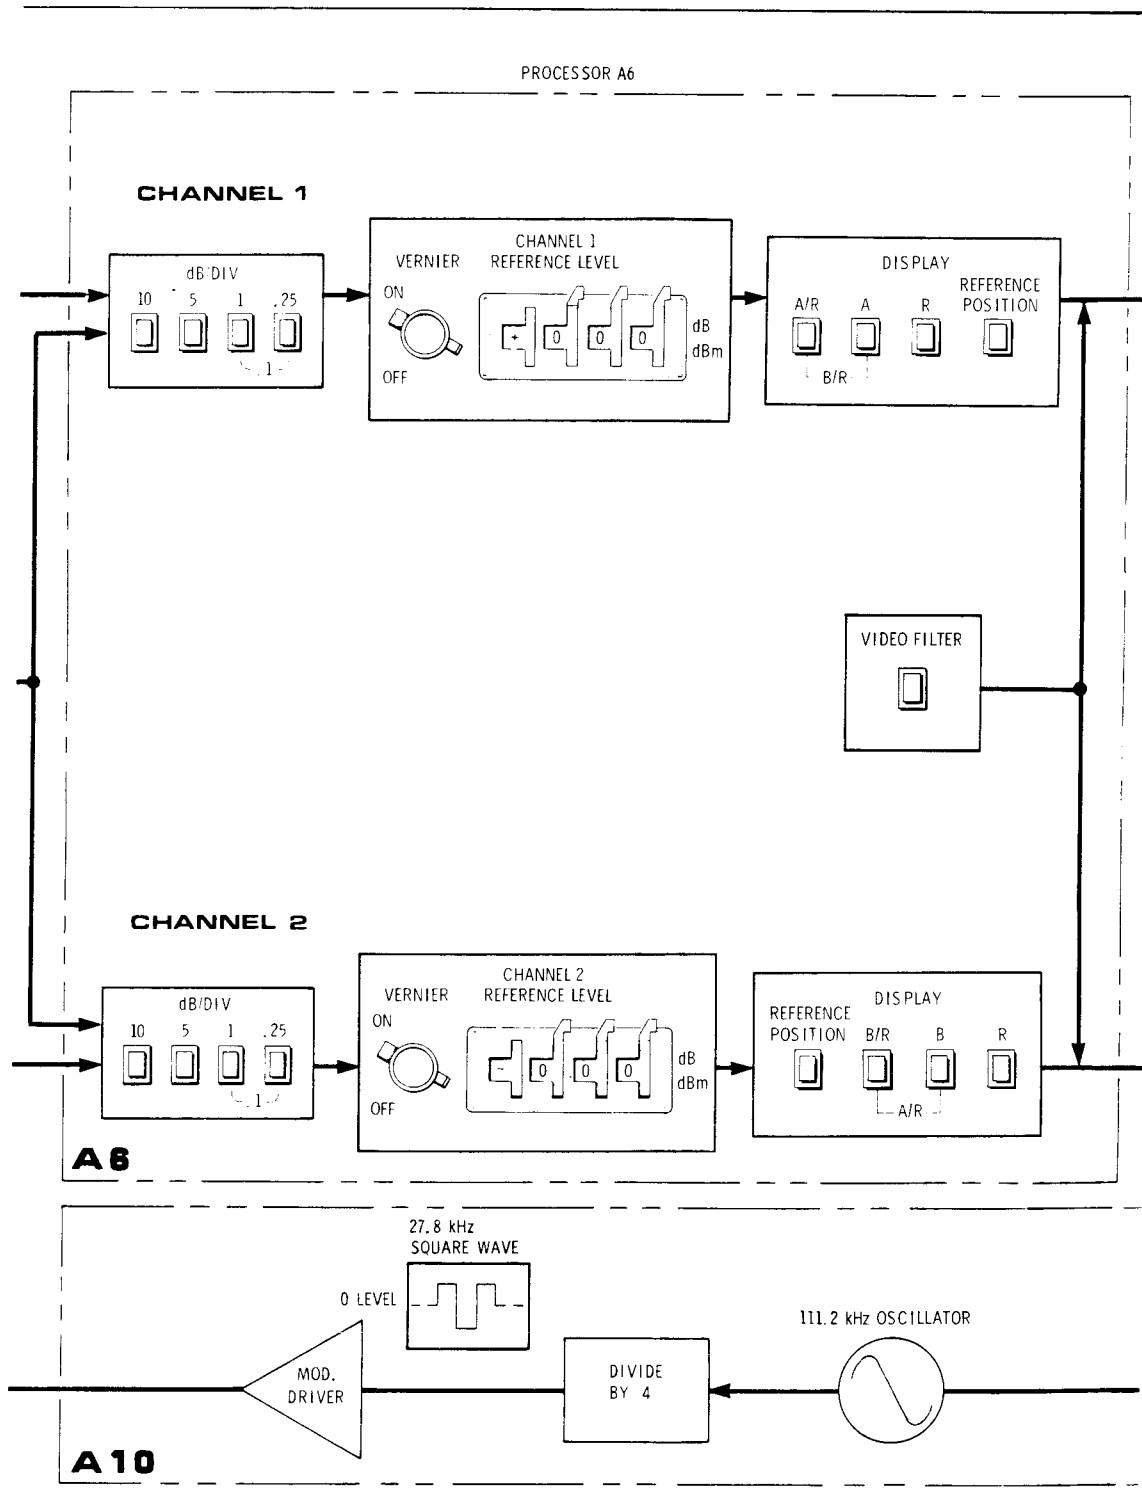 PROCESSOR A6
CHANNEL 1
dB/DIV
10 5 1 .25
1
CHANNEL 1
VERNIER REFERENCE LEVEL
ON
+ 0 0 0
dB
dBm
OFF
DISPLAY
REFERENCE
POSITION
A/R A R
B/R
VIDEO FILTER
CHANNEL 2
dB/DIV
10 5 1 .25
1
CHANNEL 2
VERNIER REFERENCE LEVEL
ON
- 0 0 0
dB
dBm
OFF
DISPLAY
REFERENCE
POSITION B/R B R
A/R
A6
27.8 kHz
SQUARE WAVE
0 LEVEL
111.2 kHz OSCILLATOR
MOD.
DRIVER
DIVIDE
BY 4
A10